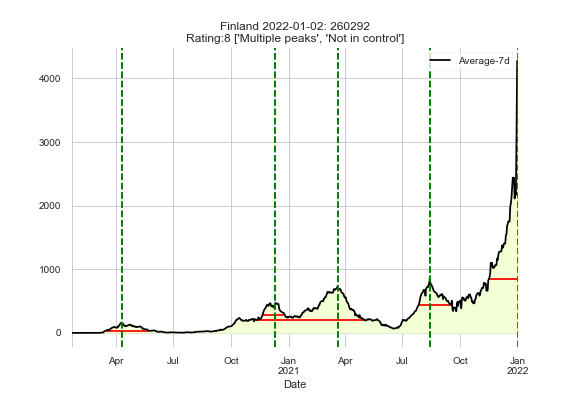 Finland 2022-01-02: 260292
Rating:8 ['Multiple peaks', 'Not in control']
Average-7d
4000
3000
2000
1000
0
Apr Jul Oct Jan Apr Jul Oct Jan
2021 2022
Date